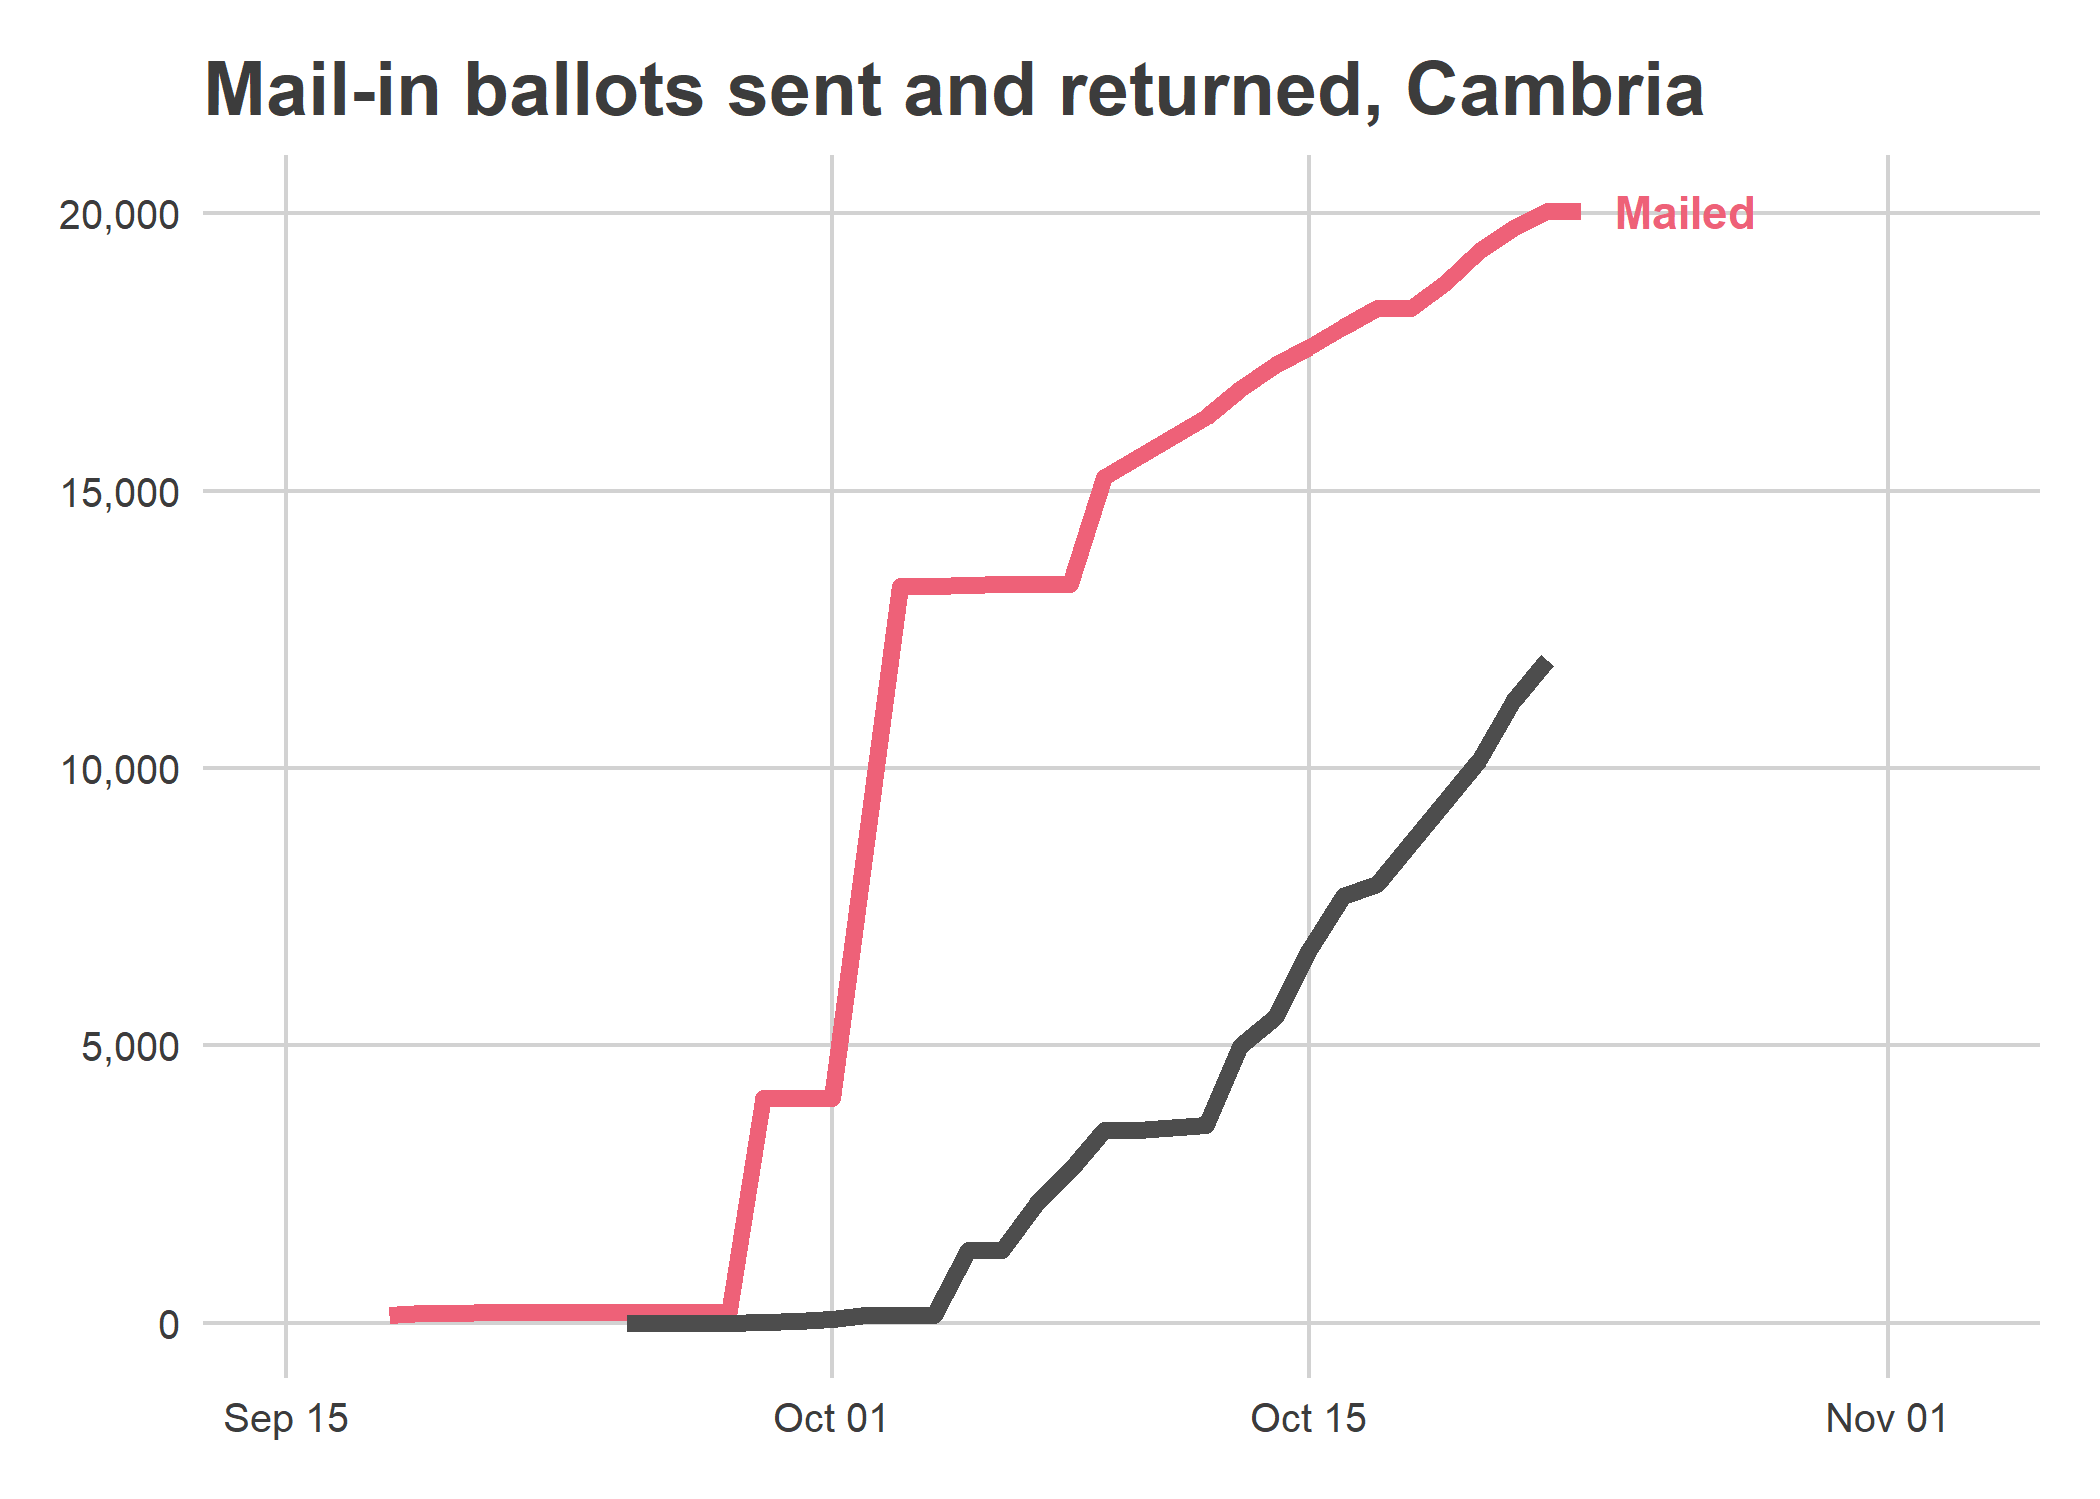 Mail-in ballots sent and returned, Cambria
20,000
Mailed
15,000
10,000
5,000
0
Sep 15
Oct 01
Oct 15
Nov 01